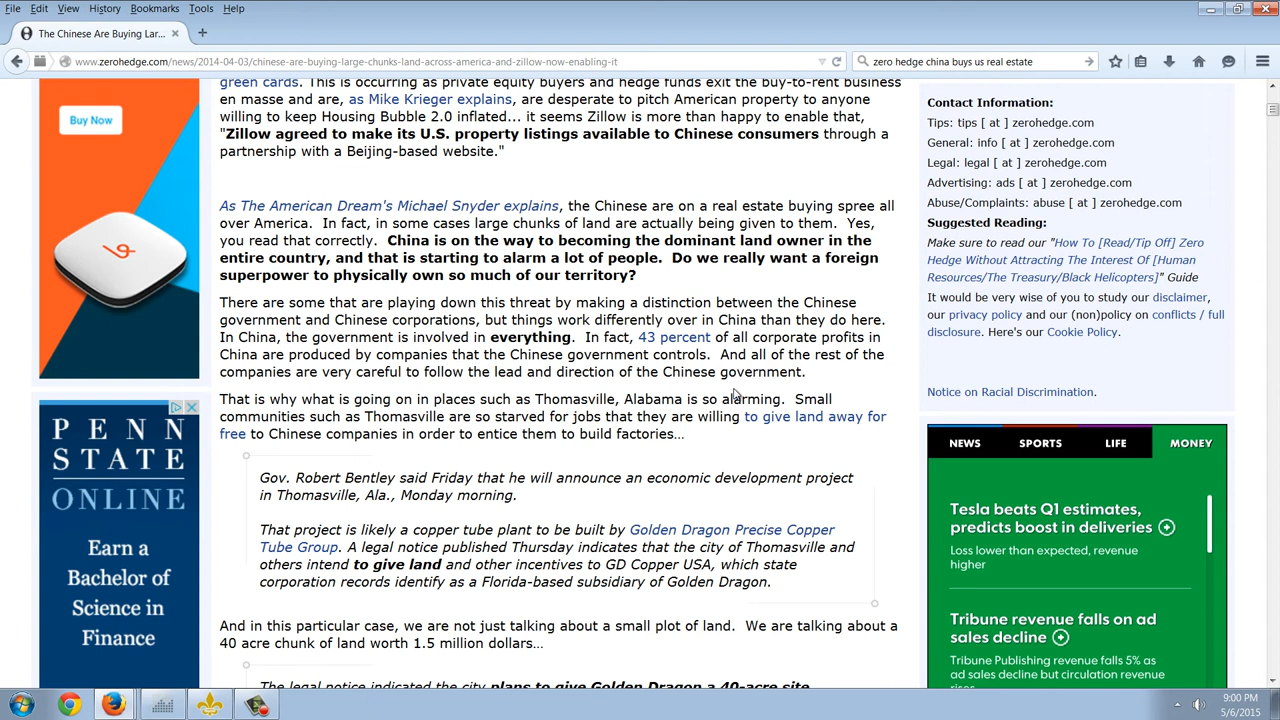 File Edit View History Bookmarks Tools Help
The Chinese Are Buying Lar...
www.zerohedge.com/news/2014-04-03/chinese-are-buying-large-chunks-land-across-america-and-zillow-now-enabling-it
zero hedge china buys us real estate
Buy Now
PENN
STATE
ONLINE
Earn a
Bachelor of
Science in
Finance
green cards. This is occurring as private equity buyers and hedge funds exit the buy-to-rent business
en masse and are, as Mike Krieger explains, are desperate to pitch American property to anyone
willing to keep Housing Bubble 2.0 inflated... it seems Zillow is more than happy to enable that,
"Zillow agreed to make its U.S. property listings available to Chinese consumers through a
partnership with a Beijing-based website."
As The American Dream's Michael Snyder explains, the Chinese are on a real estate buying spree all
over America.  In fact, in some cases large chunks of land are actually being given to them.  Yes,
you read that correctly.  China is on the way to becoming the dominant land owner in the
entire country, and that is starting to alarm a lot of people.  Do we really want a foreign
superpower to physically own so much of our territory?
There are some that are playing down this threat by making a distinction between the Chinese
government and Chinese corporations, but things work differently over in China than they do here.
In China, the government is involved in everything.  In fact, 43 percent of all corporate profits in
China are produced by companies that the Chinese government controls.  And all of the rest of the
companies are very careful to follow the lead and direction of the Chinese government.
That is why what is going on in places such as Thomasville, Alabama is so alarming.  Small
communities such as Thomasville are so starved for jobs that they are willing to give land away for
free to Chinese companies in order to entice them to build factories…
Gov. Robert Bentley said Friday that he will announce an economic development project
in Thomasville, Ala., Monday morning.
That project is likely a copper tube plant to be built by Golden Dragon Precise Copper
Tube Group. A legal notice published Thursday indicates that the city of Thomasville and
others intend to give land and other incentives to GD Copper USA, which state
corporation records identify as a Florida-based subsidiary of Golden Dragon.
And in this particular case, we are not just talking about a small plot of land.  We are talking about a
40 acre chunk of land worth 1.5 million dollars…
The legal notice indicated the city plans to give Golden Dragon a 40-acre site
Contact Information:
Tips: tips [ at ] zerohedge.com
General: info [ at ] zerohedge.com
Legal: legal [ at ] zerohedge.com
Advertising: ads [ at ] zerohedge.com
Abuse/Complaints: abuse [ at ] zerohedge.com
Suggested Reading:
Make sure to read our "How To [Read/Tip Off] Zero
Hedge Without Attracting The Interest Of [Human
Resources/The Treasury/Black Helicopters]" Guide
It would be very wise of you to study our disclaimer,
our privacy policy and our (non)policy on conflicts / full
disclosure. Here's our Cookie Policy.
Notice on Racial Discrimination.
NEWS SPORTS LIFE MONEY
Tesla beats Q1 estimates,
predicts boost in deliveries
Loss lower than expected, revenue
higher
Tribune revenue falls on ad
sales decline
Tribune Publishing revenue falls 5% as
ad sales decline but circulation revenue
rises
9:00 PM
5/6/2015